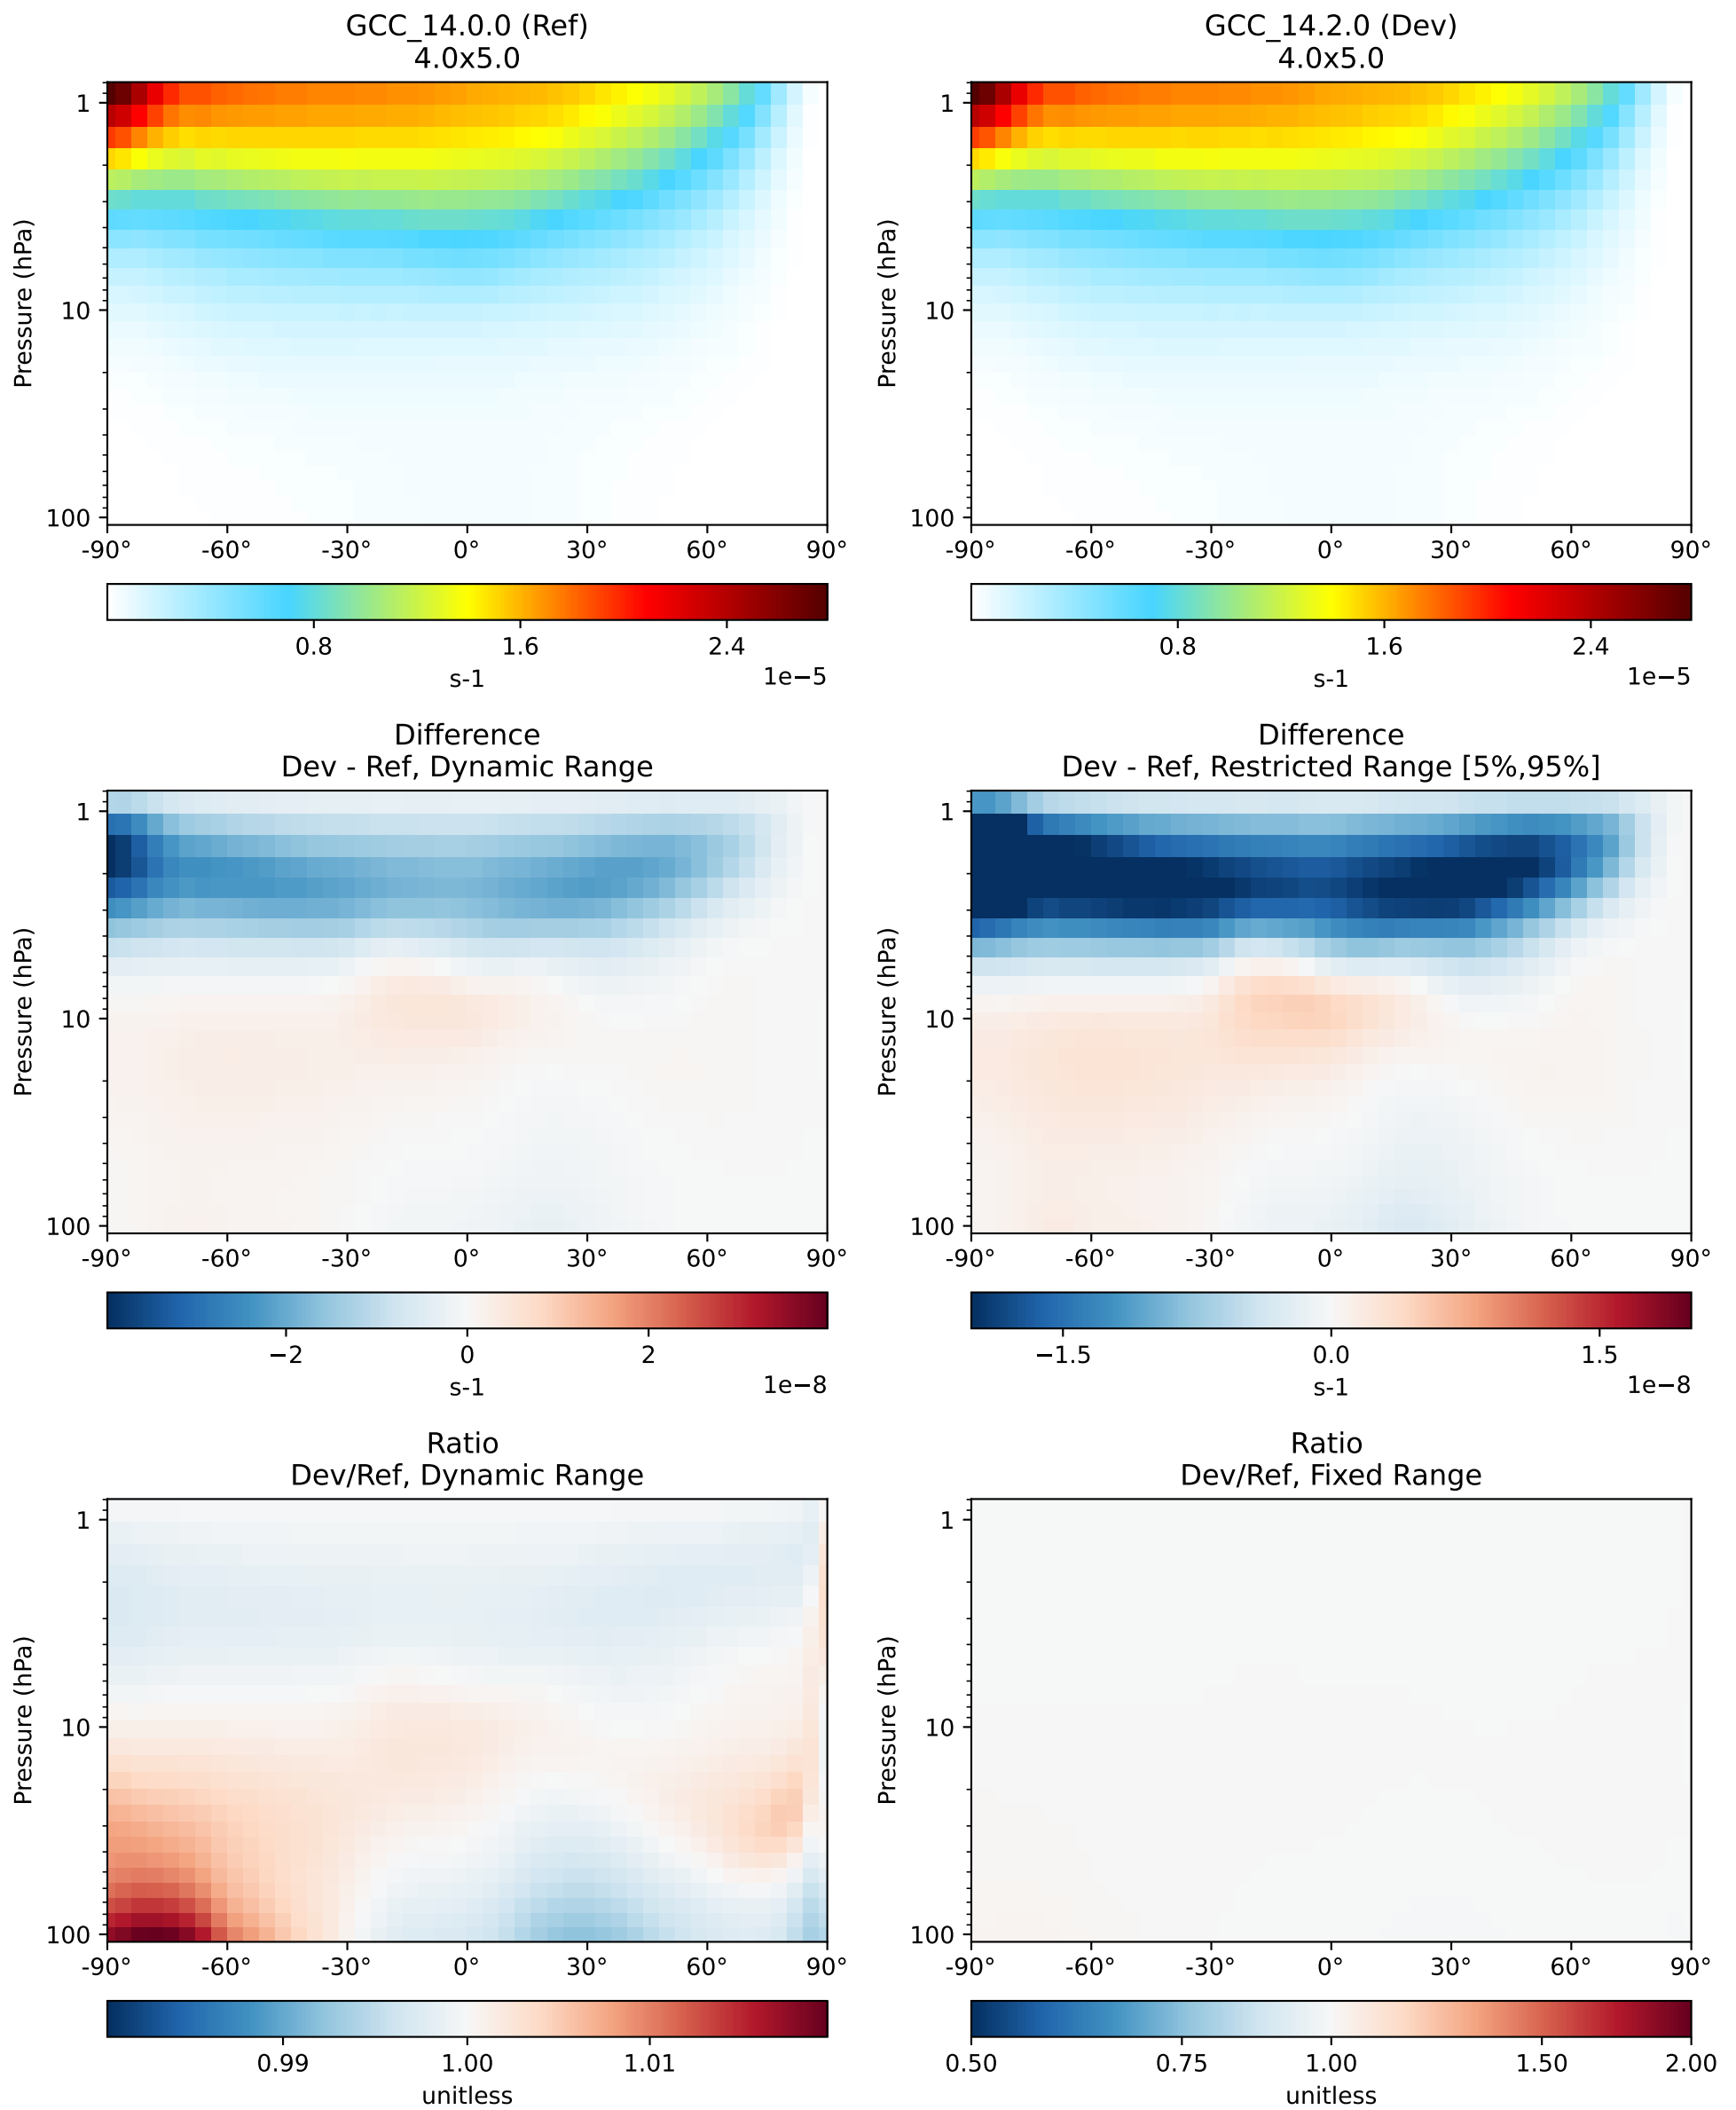 GCC_14.0.0 (Ref)
4.0x5.0
Pressure (hPa)
1
10
100
-90° -60° -30° 0° 30° 60° 90°
0.8 1.6 2.4
s-1
1e−5
GCC_14.2.0 (Dev)
4.0x5.0
Pressure (hPa)
1
10
100
-90° -60° -30° 0° 30° 60° 90°
0.8 1.6 2.4
s-1
1e−5
Difference
Dev - Ref, Dynamic Range
Pressure (hPa)
1
10
100
-90° -60° -30° 0° 30° 60° 90°
−2 0 2
s-1
1e−8
Difference
Dev - Ref, Restricted Range [5%,95%]
Pressure (hPa)
1
10
100
-90° -60° -30° 0° 30° 60° 90°
−1.5 0.0 1.5
s-1
1e−8
Ratio
Dev/Ref, Dynamic Range
Pressure (hPa)
1
10
100
-90° -60° -30° 0° 30° 60° 90°
0.99 1.00 1.01
unitless
Ratio
Dev/Ref, Fixed Range
Pressure (hPa)
1
10
100
-90° -60° -30° 0° 30° 60° 90°
0.50 0.75 1.00 1.50 2.00
unitless